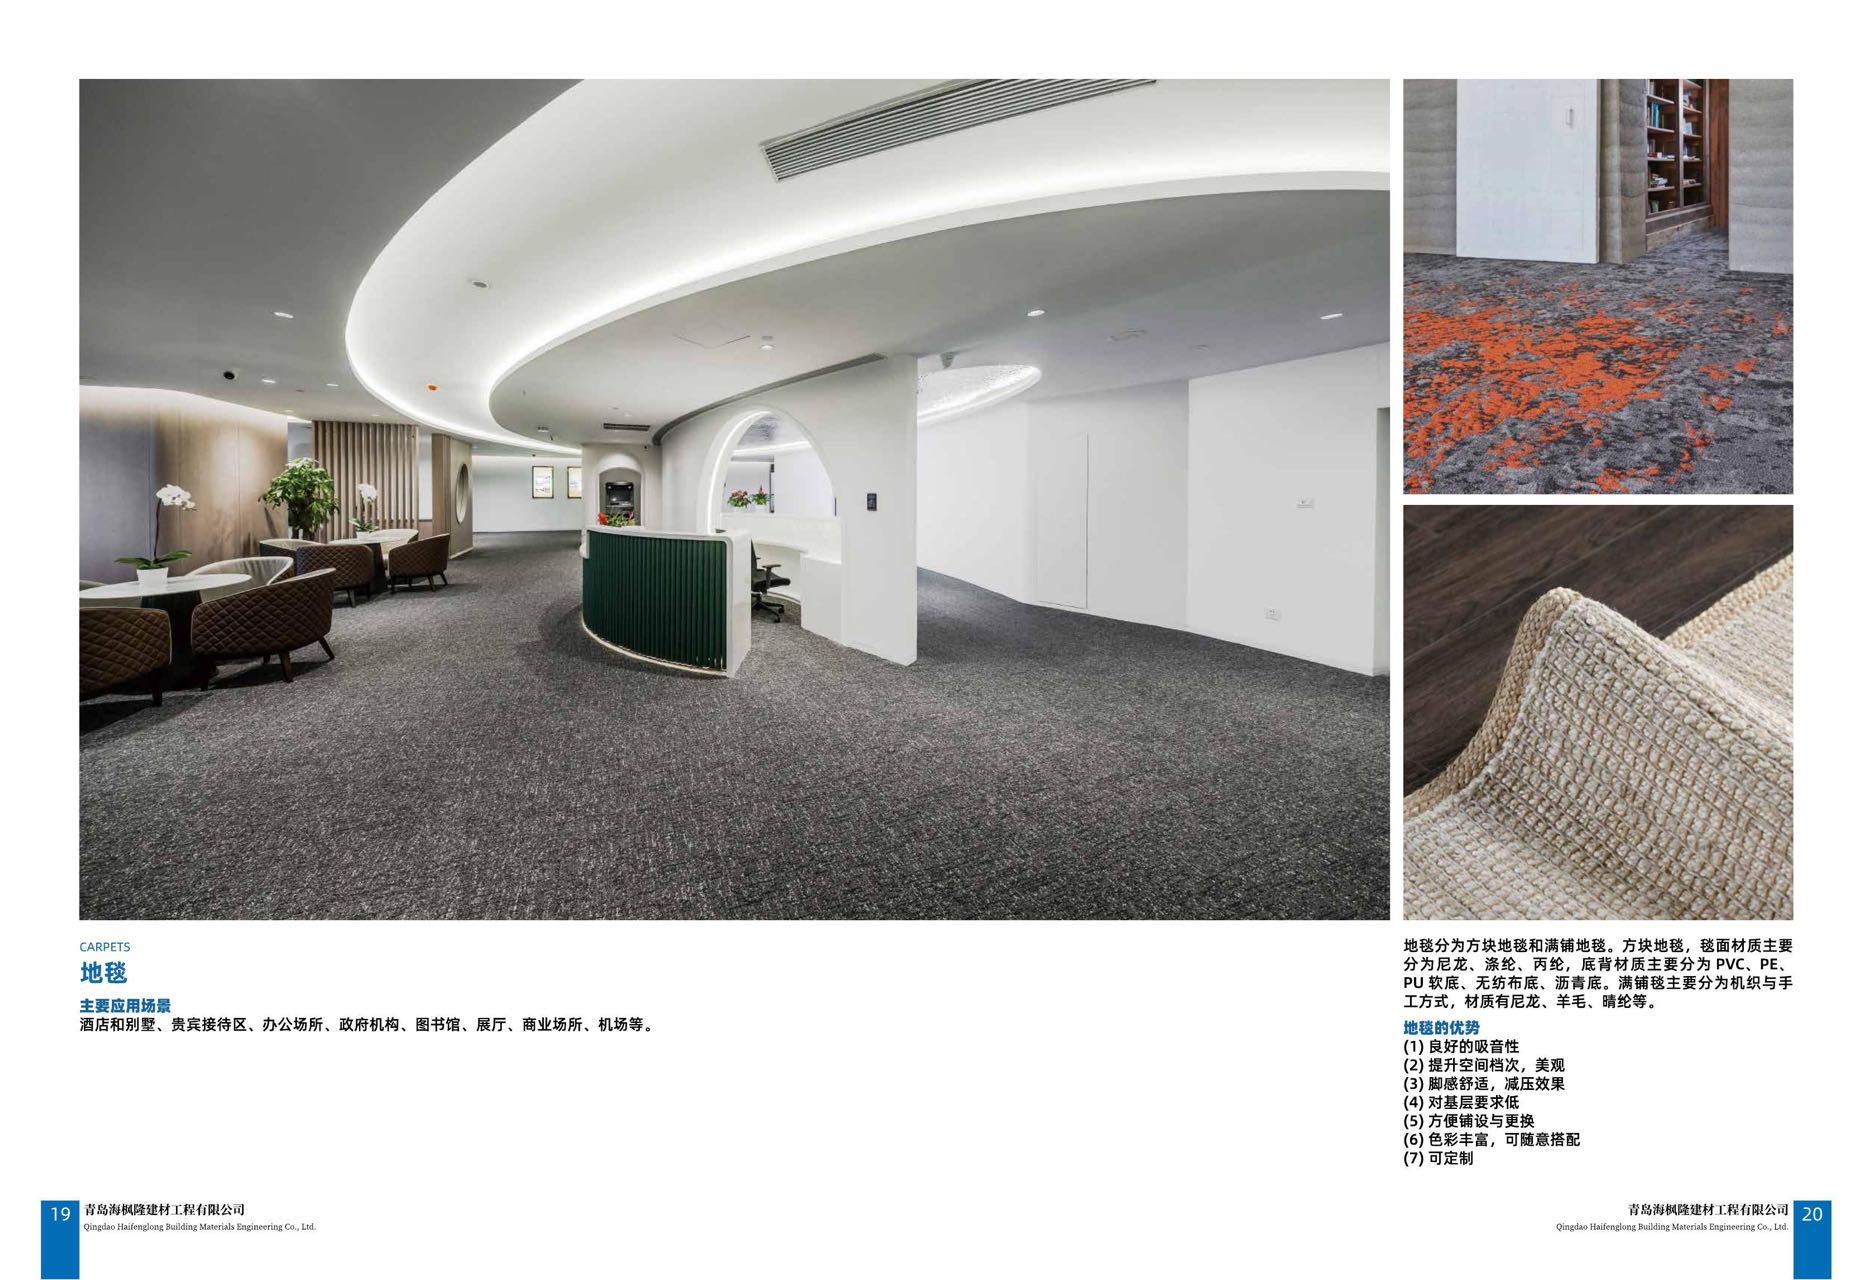 CARPETS
地毯
主要应用场景
酒店和别墅、贵宾接待区、办公场所、政府机构、图书馆、展厅、商业场所、机场等。
地毯分为方块地毯和满铺地毯。方块地毯，毯面材质主要
分为尼龙、涤纶、丙纶，底背材质主要分为 PVC、PE、
PU 软底、无纺布底、沥青底。满铺毯主要分为机织与手
工方式，材质有尼龙、羊毛、晴纶等。
地毯的优势
(1) 良好的吸音性
(2) 提升空间档次，美观
(3) 脚感舒适，减压效果
(4) 对基层要求低
(5) 方便铺设与更换
(6) 色彩丰富，可随意搭配
(7) 可定制
19
青岛海枫隆建材工程有限公司
Qingdao Haifenglong Building Materials Engineering Co., Ltd.
青岛海枫隆建材工程有限公司
Qingdao Haifenglong Building Materials Engineering Co., Ltd.
20